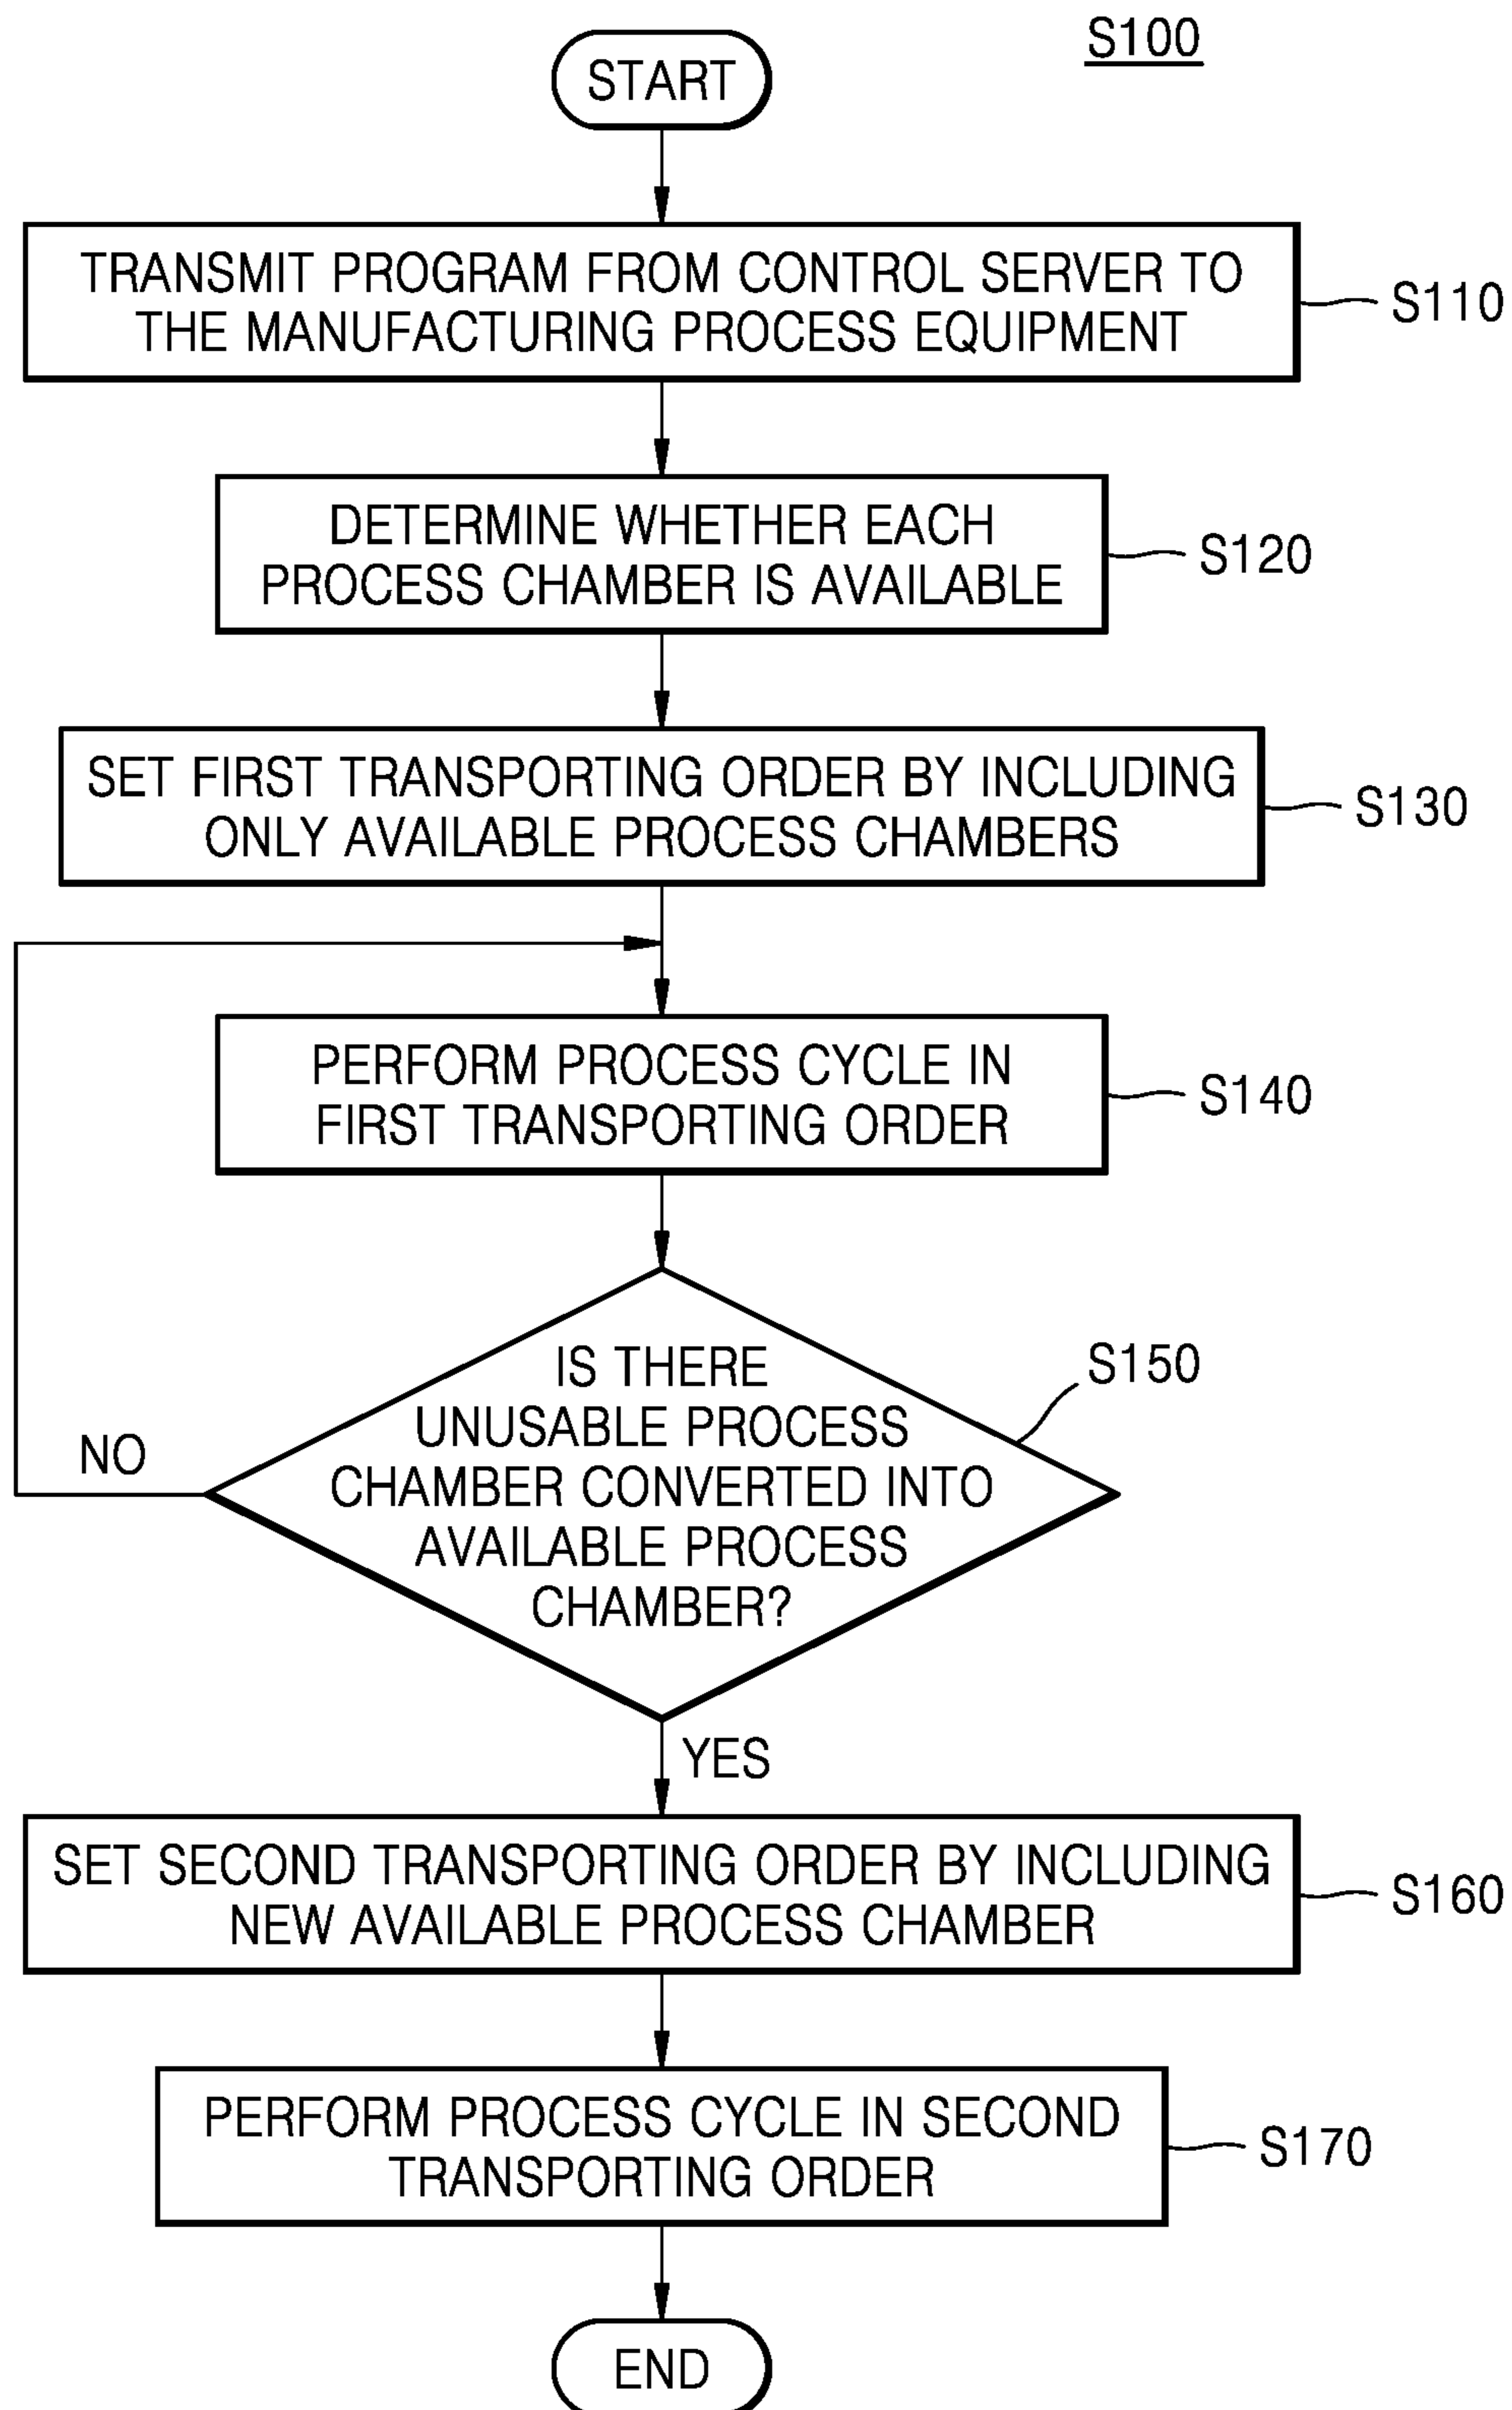 S100
START
TRANSMIT PROGRAM FROM CONTROL SERVER TO
THE MANUFACTURING PROCESS EQUIPMENT
S110
DETERMINE WHETHER EACH
PROCESS CHAMBER IS AVAILABLE
S120
SET FIRST TRANSPORTING ORDER BY INCLUDING
ONLY AVAILABLE PROCESS CHAMBERS
S130
PERFORM PROCESS CYCLE IN
FIRST TRANSPORTING ORDER
S140
IS THERE
UNUSABLE PROCESS
CHAMBER CONVERTED INTO
AVAILABLE PROCESS
CHAMBER?
S150
NO
YES
SET SECOND TRANSPORTING ORDER BY INCLUDING
NEW AVAILABLE PROCESS CHAMBER
S160
PERFORM PROCESS CYCLE IN SECOND
TRANSPORTING ORDER
S170
END